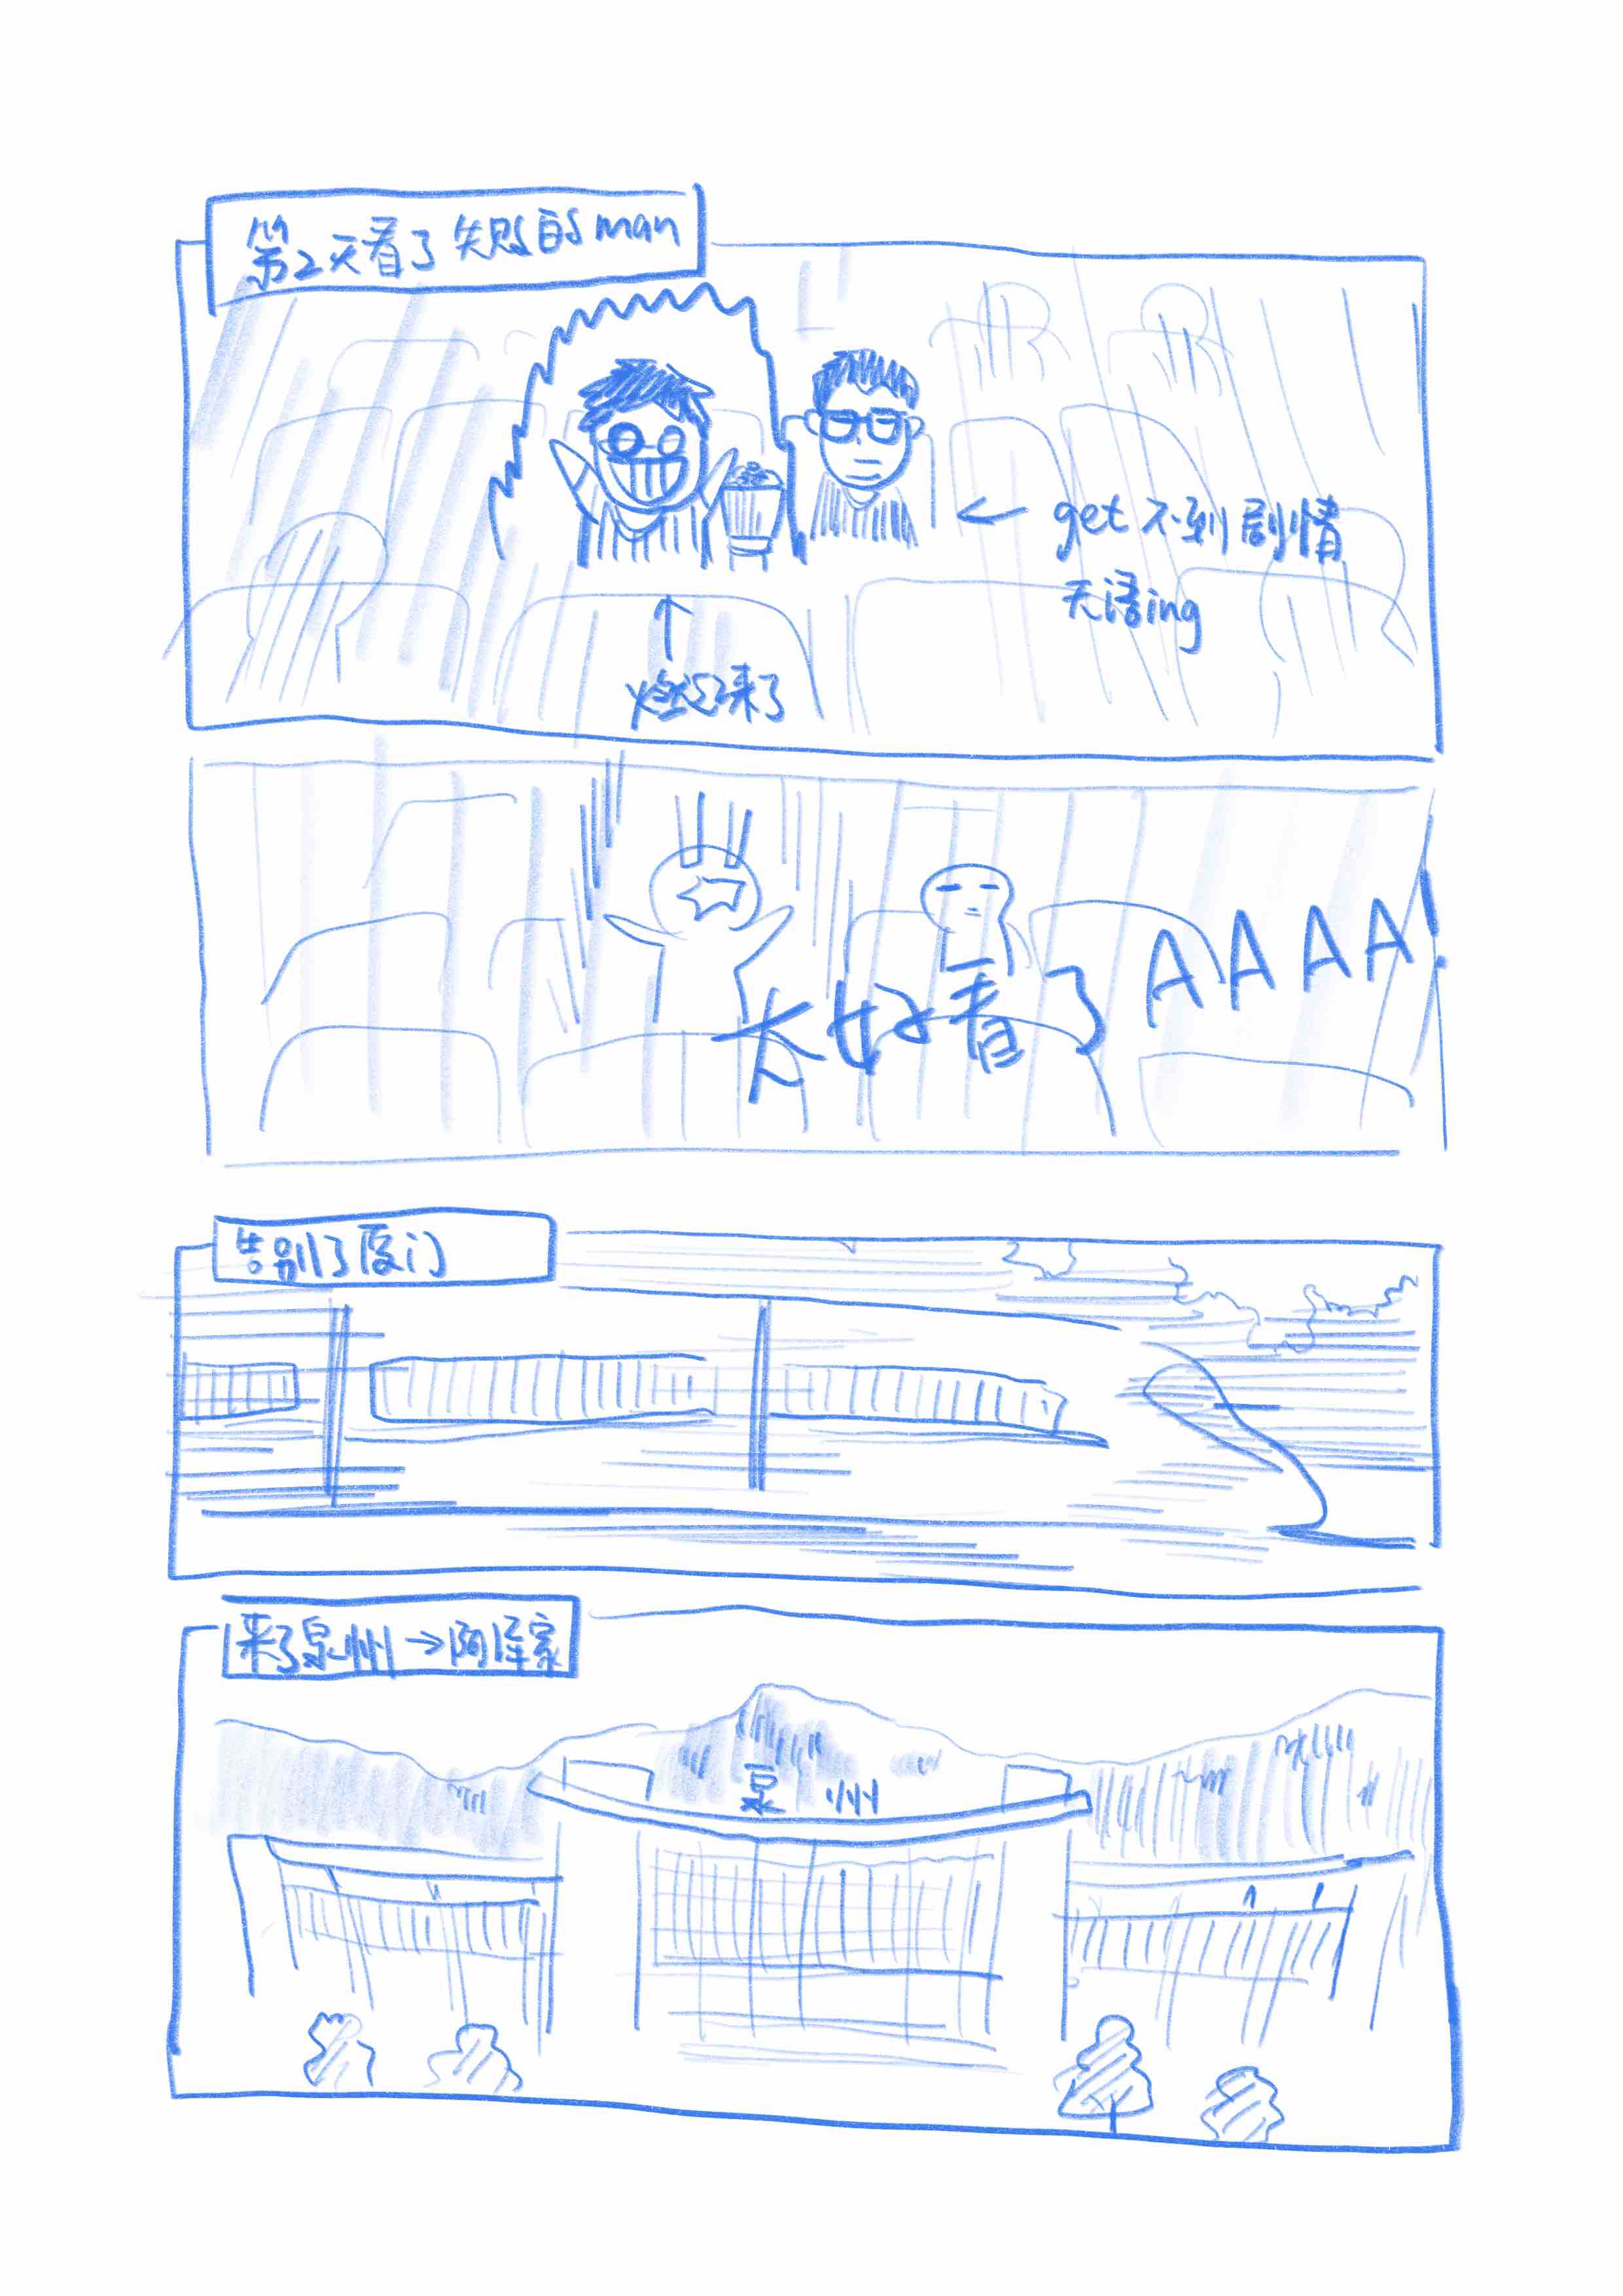 第2天看了失败的man
get不到剧情
无语ing
燃起来了
太好看了AAAA!
告别了厦门
来了泉州→阿泽家
泉州